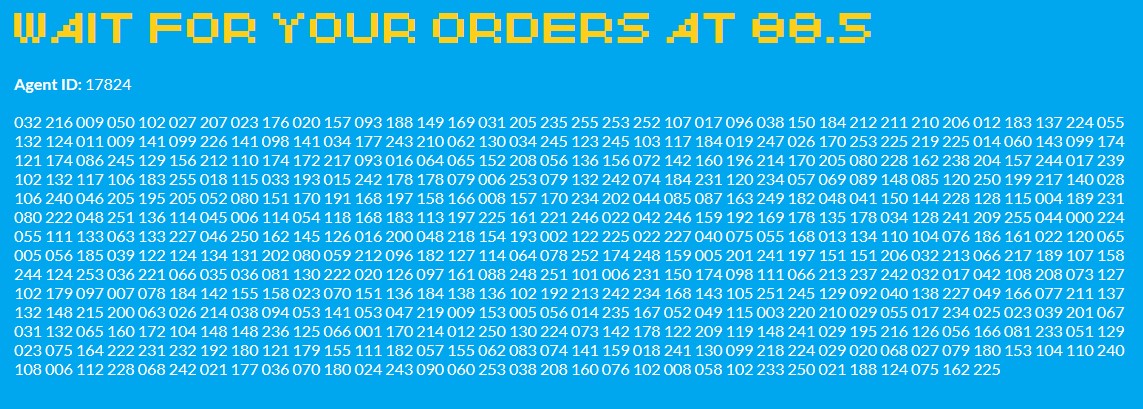 WAIT FOR YOUR ORDERS AT 88.5
Agent ID: 17824
032 216 009 050 102 027 207 023 176 020 157 093 188 149 169 031 205 235 255 253 252 107 017 096 038 150 184 212 211 210 206 012 183 137 224 055
132 124 011 009 141 099 226 141 098 141 034 177 243 210 062 130 034 245 123 245 103 117 184 019 247 026 170 253 225 219 225 014 060 143 099 174
121 174 086 245 129 156 212 110 174 172 217 093 016 064 065 152 208 056 136 156 072 142 160 196 214 170 205 080 228 162 238 204 157 244 017 239
102 132 117 106 183 255 018 115 033 193 015 242 178 178 079 006 253 079 132 242 074 184 231 120 234 057 069 089 148 085 120 250 199 217 140 028
106 240 046 205 195 205 052 080 151 170 191 168 197 158 166 008 157 170 234 202 044 085 087 163 249 182 048 041 150 144 228 128 115 004 189 231
080 222 048 251 136 114 045 006 114 054 118 168 183 113 197 225 161 221 246 022 042 246 159 192 169 178 135 178 034 128 241 209 255 044 000 224
055 111 133 063 133 227 046 250 162 145 126 016 200 048 218 154 193 002 122 225 022 227 040 075 055 168 013 134 110 104 076 186 161 022 120 065
005 056 185 039 122 124 134 131 202 080 059 212 096 182 127 114 064 078 252 174 248 159 005 201 241 197 151 151 206 032 213 066 217 189 107 158
244 124 253 036 221 066 035 036 081 130 222 020 126 097 161 088 248 251 101 006 231 150 174 098 111 066 213 237 242 032 017 042 108 208 073 127
102 179 097 007 078 184 142 155 158 023 070 151 136 184 138 136 102 192 213 242 234 168 143 105 251 245 129 092 040 138 227 049 166 077 211 137
132 148 215 200 063 026 214 038 094 053 141 053 047 219 009 153 005 056 014 235 167 052 049 115 003 220 210 029 055 017 234 025 023 039 201 067
031 132 065 160 172 104 148 148 236 125 066 001 170 214 012 250 130 224 073 142 178 122 209 119 148 241 029 195 216 126 056 166 081 233 051 129
023 075 164 222 231 232 192 180 121 179 155 111 182 057 155 062 083 074 141 159 018 241 130 099 218 224 029 020 068 027 079 180 153 104 110 240
108 006 112 228 068 242 021 177 036 070 180 024 243 090 060 253 038 208 160 076 102 008 058 102 233 250 021 188 124 075 162 225